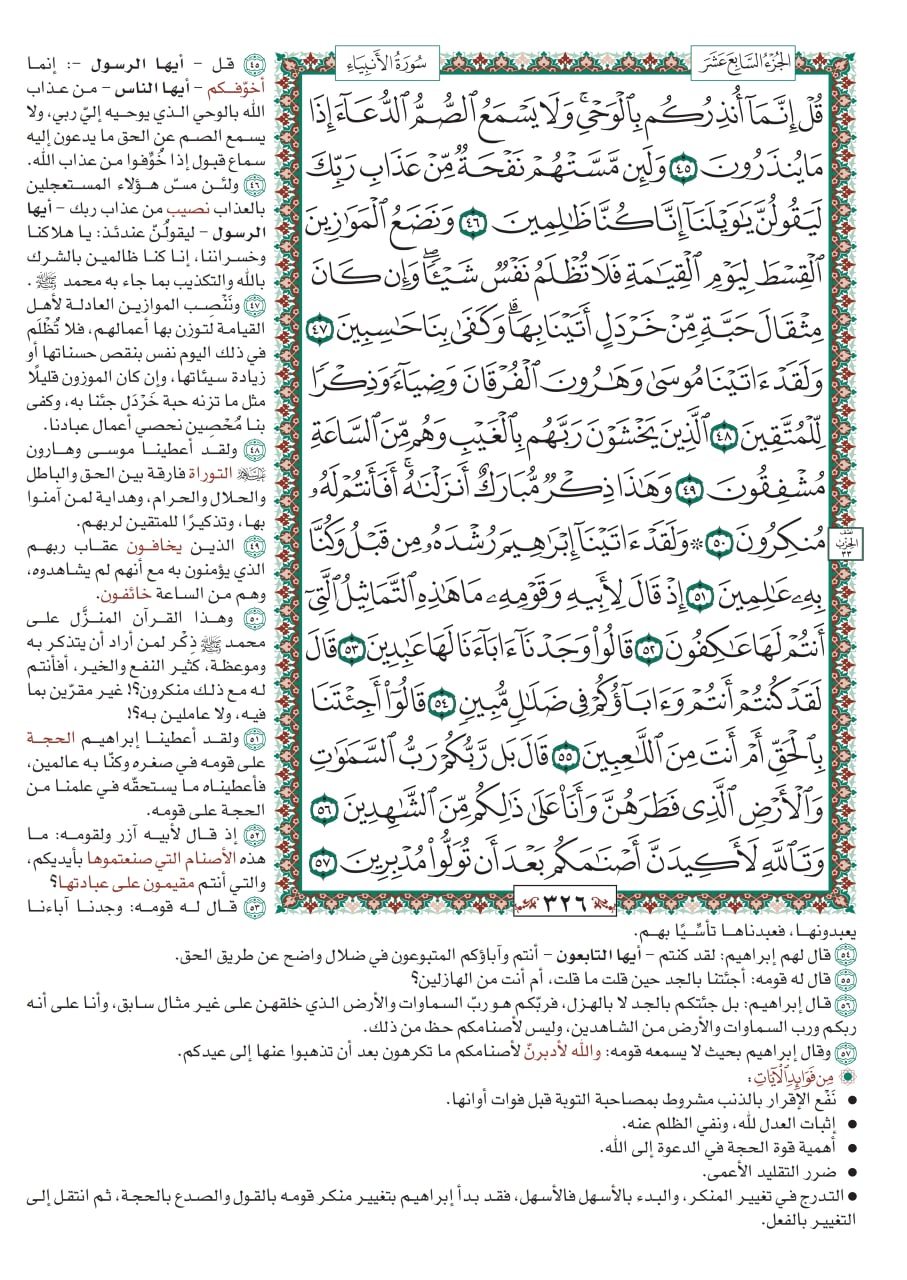 الجزء السابع عشر
سورة الأنبياء
قُلْ إِنَّمَآ أُنذِرُكُم بِٱلْوَحْىِ ۚ وَلَا يَسْمَعُ ٱلصُّمُّ ٱلدُّعَآءَ إِذَا
مَا يُنذَرُونَ ٤٥ وَلَئِن مَّسَّتْهُمْ نَفْحَةٌ مِّنْ عَذَابِ رَبِّكَ
لَيَقُولُنَّ يَٰوَيْلَنَآ إِنَّا كُنَّا ظَٰلِمِينَ ٤٦ وَنَضَعُ ٱلْمَوَٰزِينَ
ٱلْقِسْطَ لِيَوْمِ ٱلْقِيَٰمَةِ فَلَا تُظْلَمُ نَفْسٌ شَيْـًٔا ۖ وَإِن كَانَ
مِثْقَالَ حَبَّةٍ مِّنْ خَرْدَلٍ أَتَيْنَا بِهَا ۗ وَكَفَىٰ بِنَا حَٰسِبِينَ ٤٧
وَلَقَدْ ءَاتَيْنَا مُوسَىٰ وَهَٰرُونَ ٱلْفُرْقَانَ وَضِيَآءً وَذِكْرًا
لِّلْمُتَّقِينَ ٤٨ ٱلَّذِينَ يَخْشَوْنَ رَبَّهُم بِٱلْغَيْبِ وَهُم مِّنَ ٱلسَّاعَةِ
مُشْفِقُونَ ٤٩ وَهَٰذَا ذِكْرٌ مُّبَارَكٌ أَنزَلْنَٰهُ ۚ أَفَأَنتُمْ لَهُۥ
مُنكِرُونَ ٥٠ ۞ وَلَقَدْ ءَاتَيْنَآ إِبْرَٰهِيمَ رُشْدَهُۥ مِن قَبْلُ وَكُنَّا
بِهِۦ عَٰلِمِينَ ٥١ إِذْ قَالَ لِأَبِيهِ وَقَوْمِهِۦ مَا هَٰذِهِ ٱلتَّمَاثِيلُ ٱلَّتِىٓ
أَنتُمْ لَهَا عَٰكِفُونَ ٥٢ قَالُوا۟ وَجَدْنَآ ءَابَآءَنَا لَهَا عَٰبِدِينَ ٥٣ قَالَ
لَقَدْ كُنتُمْ أَنتُمْ وَءَابَآؤُكُمْ فِى ضَلَٰلٍ مُّبِينٍ ٥٤ قَالُوٓا۟ أَجِئْتَنَا
بِٱلْحَقِّ أَمْ أَنتَ مِنَ ٱللَّٰعِبِينَ ٥٥ قَالَ بَل رَّبُّكُمْ رَبُّ ٱلسَّمَٰوَٰتِ
وَٱلْأَرْضِ ٱلَّذِى فَطَرَهُنَّ وَأَنَا۠ عَلَىٰ ذَٰلِكُم مِّنَ ٱلشَّٰهِدِينَ ٥٦
وَتَٱللَّهِ لَأَكِيدَنَّ أَصْنَٰمَكُم بَعْدَ أَن تُوَلُّوا۟ مُدْبِرِينَ ٥٧
٣٢٦
نصف
الحزب
٣٣
٤٥ قل – أيها الرسول –: إنما
أخوّفكم – أيها الناس – من عذاب
الله بالوحي الذي يوحيه إليّ ربي، ولا
يسمع الصم عن الحق ما يدعون إليه
سماع قبول إذا خُوِّفوا من عذاب الله.
٤٦ ولئن مسّ هؤلاء المستعجلين
بالعذاب نصيب من عذاب ربك – أيها
الرسول – ليقولُنّ عندئذ: يا هلاكنا
وخسراننا، إنا كنا ظالمين بالشرك
بالله والتكذيب بما جاء به محمد ﷺ.
٤٧ ونَنْصِب الموازين العادلة لأهل
القيامة لتوزن بها أعمالهم، فلا تُظْلَم
في ذلك اليوم نفس بنقص حسناتها أو
زيادة سيئاتها، وإن كان الموزون قليلًا
مثل ما تزنه حبة خَرْدَل جئنا به، وكفى
بنا مُحْصِين نحصي أعمال عبادنا.
٤٨ ولقد أعطينا موسى وهارون
التوراة فارقة بين الحق والباطل
والحلال والحرام، وهداية لمن آمنوا
بها، وتذكيرًا للمتقين لربهم.
٤٩ الذين يخافون عقاب ربهم
الذي يؤمنون به مع أنهم لم يشاهدوه،
وهم من الساعة خائفون.
٥٠ وهذا القرآن المنزَّل على
محمد ﷺ ذِكْر لمن أراد أن يتذكر به
وموعظة، كثير النفع والخير، أفأنتم
له مع ذلك منكرون؟! غير مقرّين بما
فيه، ولا عاملين به؟!
٥١ ولقد أعطينا إبراهيم الحجة
على قومه في صغره وكنّا به عالمين،
فأعطيناه ما يستحقّه في علمنا من
الحجة على قومه.
٥٢ إذ قال لأبيه آزر ولقومه: ما
هذه الأصنام التي صنعتموها بأيديكم،
والتي أنتم مقيمون على عبادتها؟
٥٣ قال له قومه: وجدنا آباءنا
يعبدونها، فعبدناها تأسِّيًا بهم.
٥٤ قال لهم إبراهيم: لقد كنتم – أيها التابعون – أنتم وآباؤكم المتبوعون في ضلال واضح عن طريق الحق.
٥٥ قال له قومه: أجئتنا بالجد حين قلت ما قلت، أم أنت من الهازلين؟
٥٦ قال إبراهيم: بل جئتكم بالجد لا بالهزل، فربّكم هو ربّ السماوات والأرض الذي خلقهن على غير مثال سابق، وأنا على أنه
ربكم ورب السماوات والأرض من الشاهدين، وليس لأصنامكم حظ من ذلك.
٥٧ وقال إبراهيم بحيث لا يسمعه قومه: والله لأدبرنّ لأصنامكم ما تكرهون بعد أن تذهبوا عنها إلى عيدكم.
من فوائد الآيات:
● نَفْع الإقرار بالذنب مشروط بمصاحبة التوبة قبل فوات أوانها.
● إثبات العدل لله، ونفي الظلم عنه.
● أهمية قوة الحجة في الدعوة إلى الله.
● ضرر التقليد الأعمى.
● التدرج في تغيير المنكر، والبدء بالأسهل فالأسهل، فقد بدأ إبراهيم بتغيير منكر قومه بالقول والصدع بالحجة، ثم انتقل إلى
التغيير بالفعل.